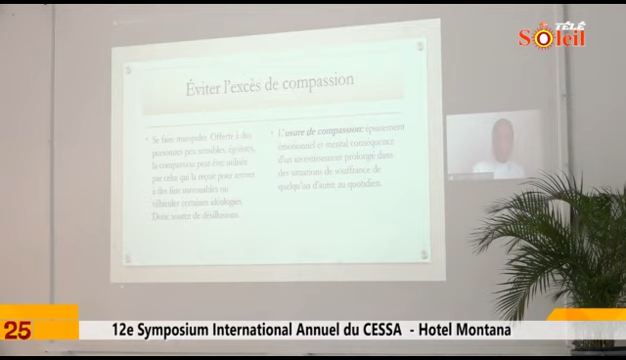 TÉLÉ
Soleil
Éviter l'excès de compassion
Se faire manipuler. Offerte à des
personnes peu sensibles, égoïstes,
la compassion peut être utilisée
par celui qui la reçoit pour arriver
à des fins inavouables ou
véhiculer certaines idéologies.
Donc source de désillusions.
L'usure de compassion: épuisement
émotionnel et mental conséquence
d'un investissement prolongé dans
des situations de souffrance de
quelqu'un d'autre au quotidien.
25
12e Symposium International Annuel du CESSA - Hotel Montana